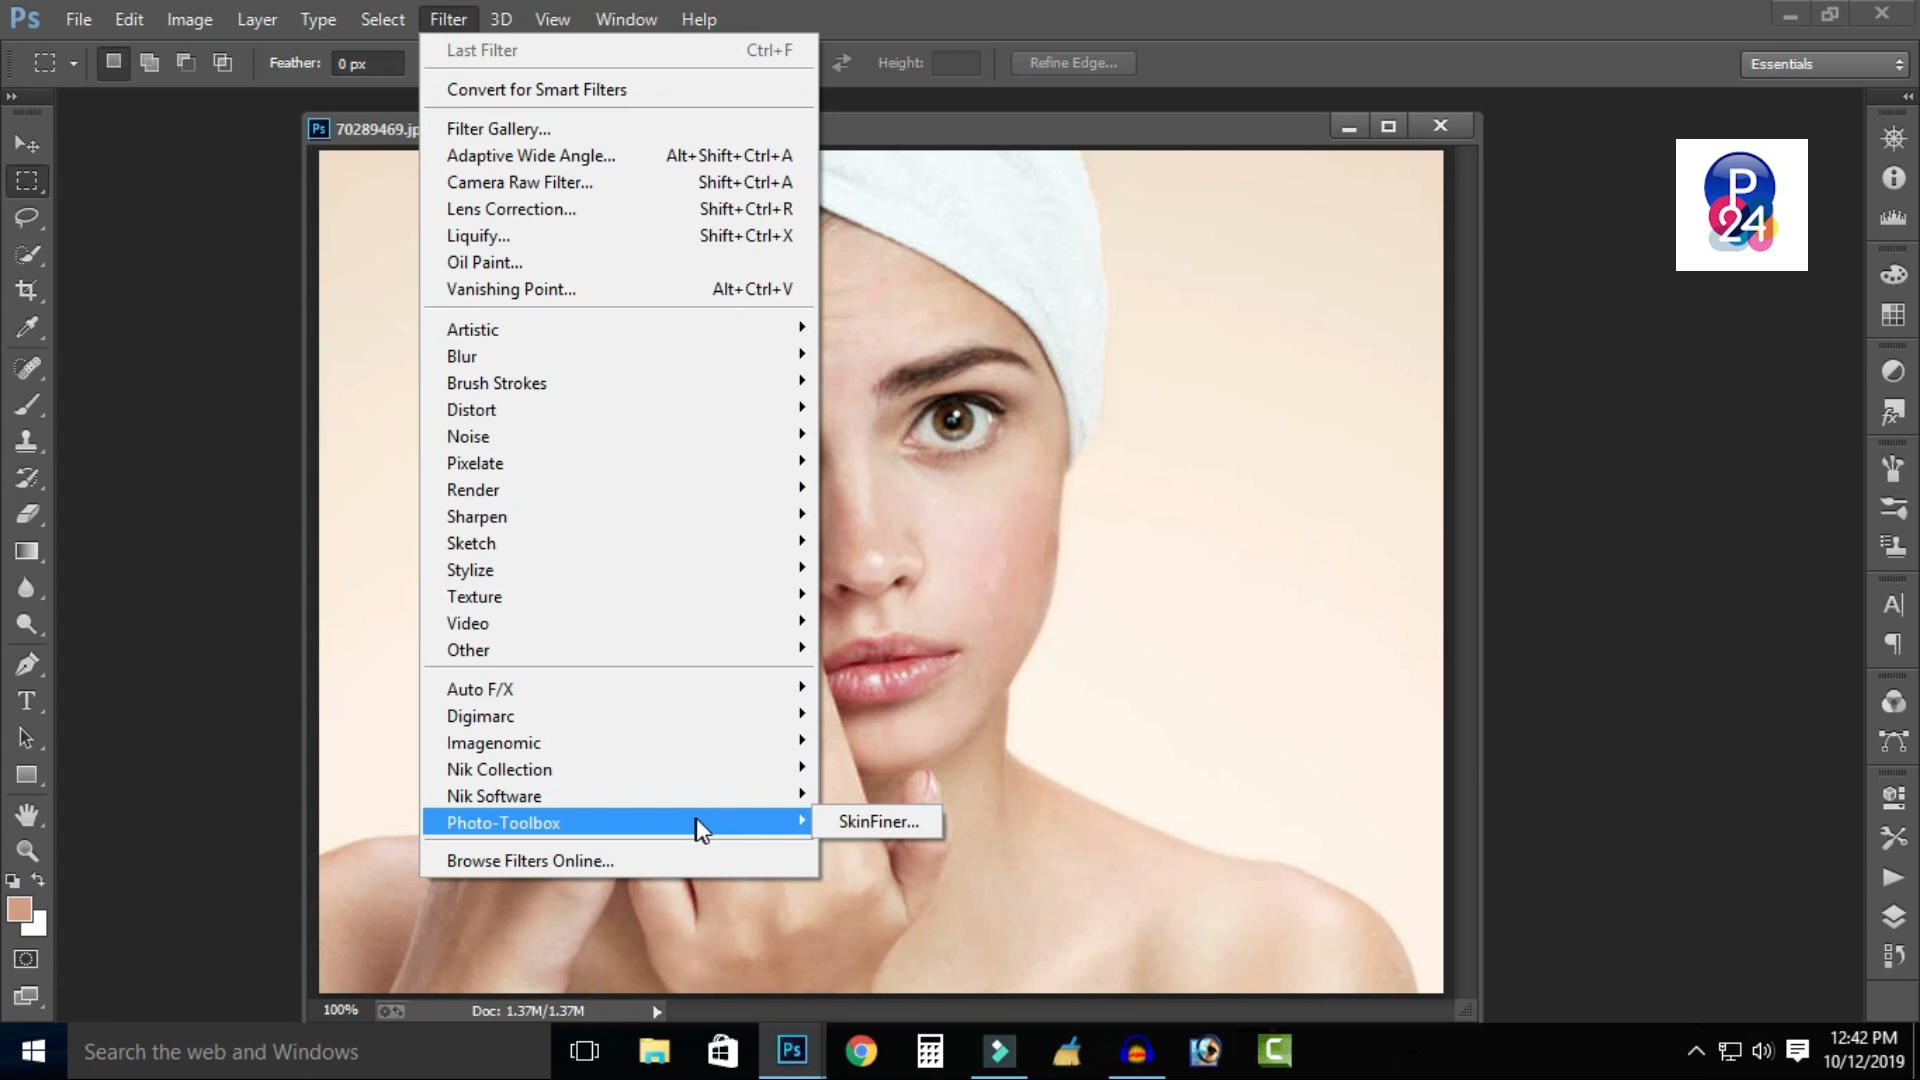 Ps File Edit Image Layer Type Select Filter 3D View Window Help
Feather: 0 px Height: Refine Edge... Essentials
Last Filter Ctrl+F
Convert for Smart Filters
Filter Gallery...
Adaptive Wide Angle... Alt+Shift+Ctrl+A
Camera Raw Filter... Shift+Ctrl+A
Lens Correction... Shift+Ctrl+R
Liquify... Shift+Ctrl+X
Oil Paint...
Vanishing Point... Alt+Ctrl+V
Artistic
Blur
Brush Strokes
Distort
Noise
Pixelate
Render
Sharpen
Sketch
Stylize
Texture
Video
Other
Auto F/X
Digimarc
Imagenomic
Nik Collection
Nik Software
Photo-Toolbox
SkinFiner...
Browse Filters Online...
Ps 70289469.jp
P
24
100% Doc: 1.37M/1.37M
Search the web and Windows
Ps
12:42 PM
10/12/2019